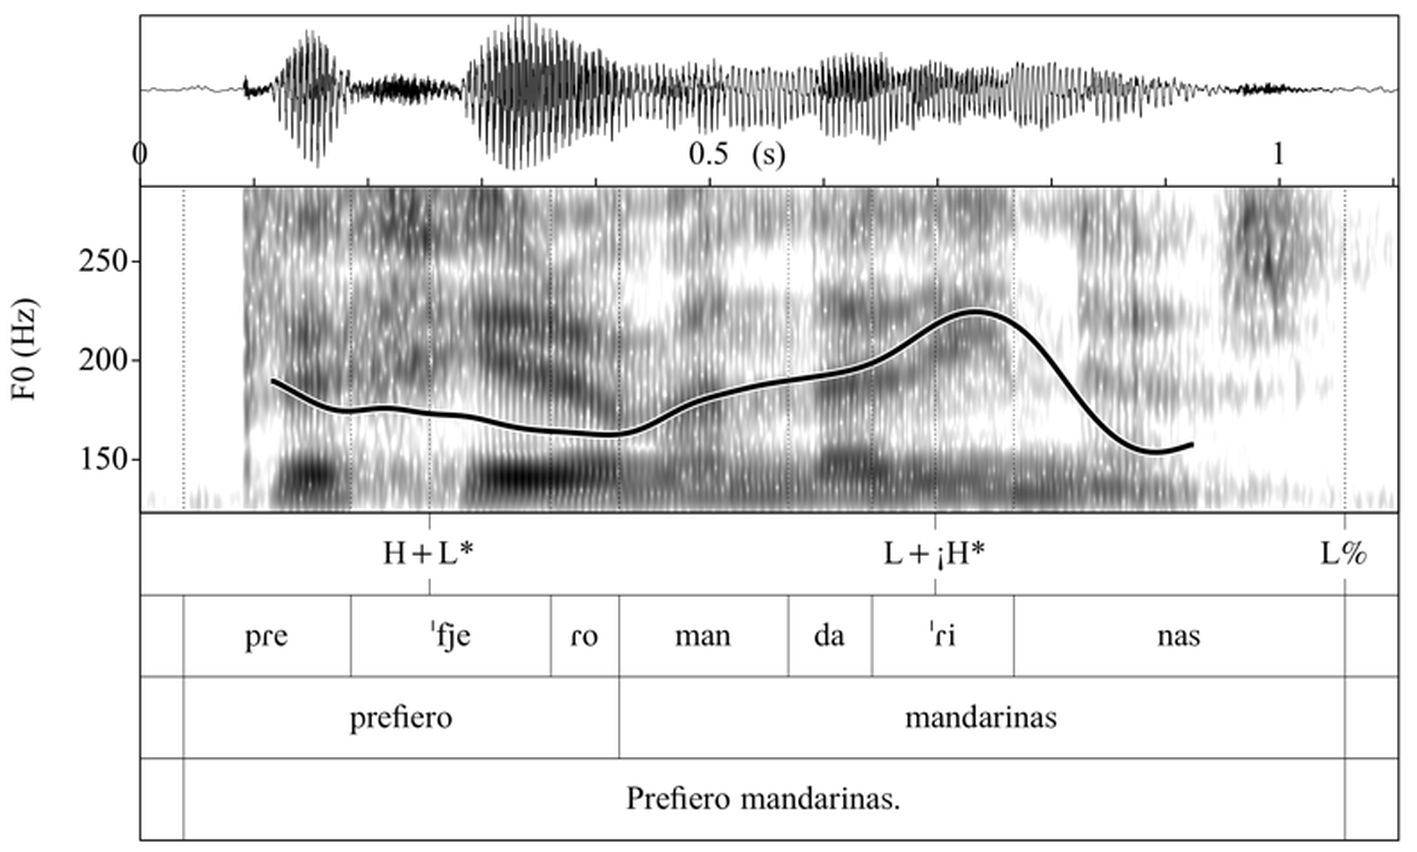 0 0.5 (s) 1
F0 (Hz)
250
200
150
H+L* L+¡H* L%
pɾe ˈfje ɾo man da ˈɾi nas
prefiero mandarinas
Prefiero mandarinas.